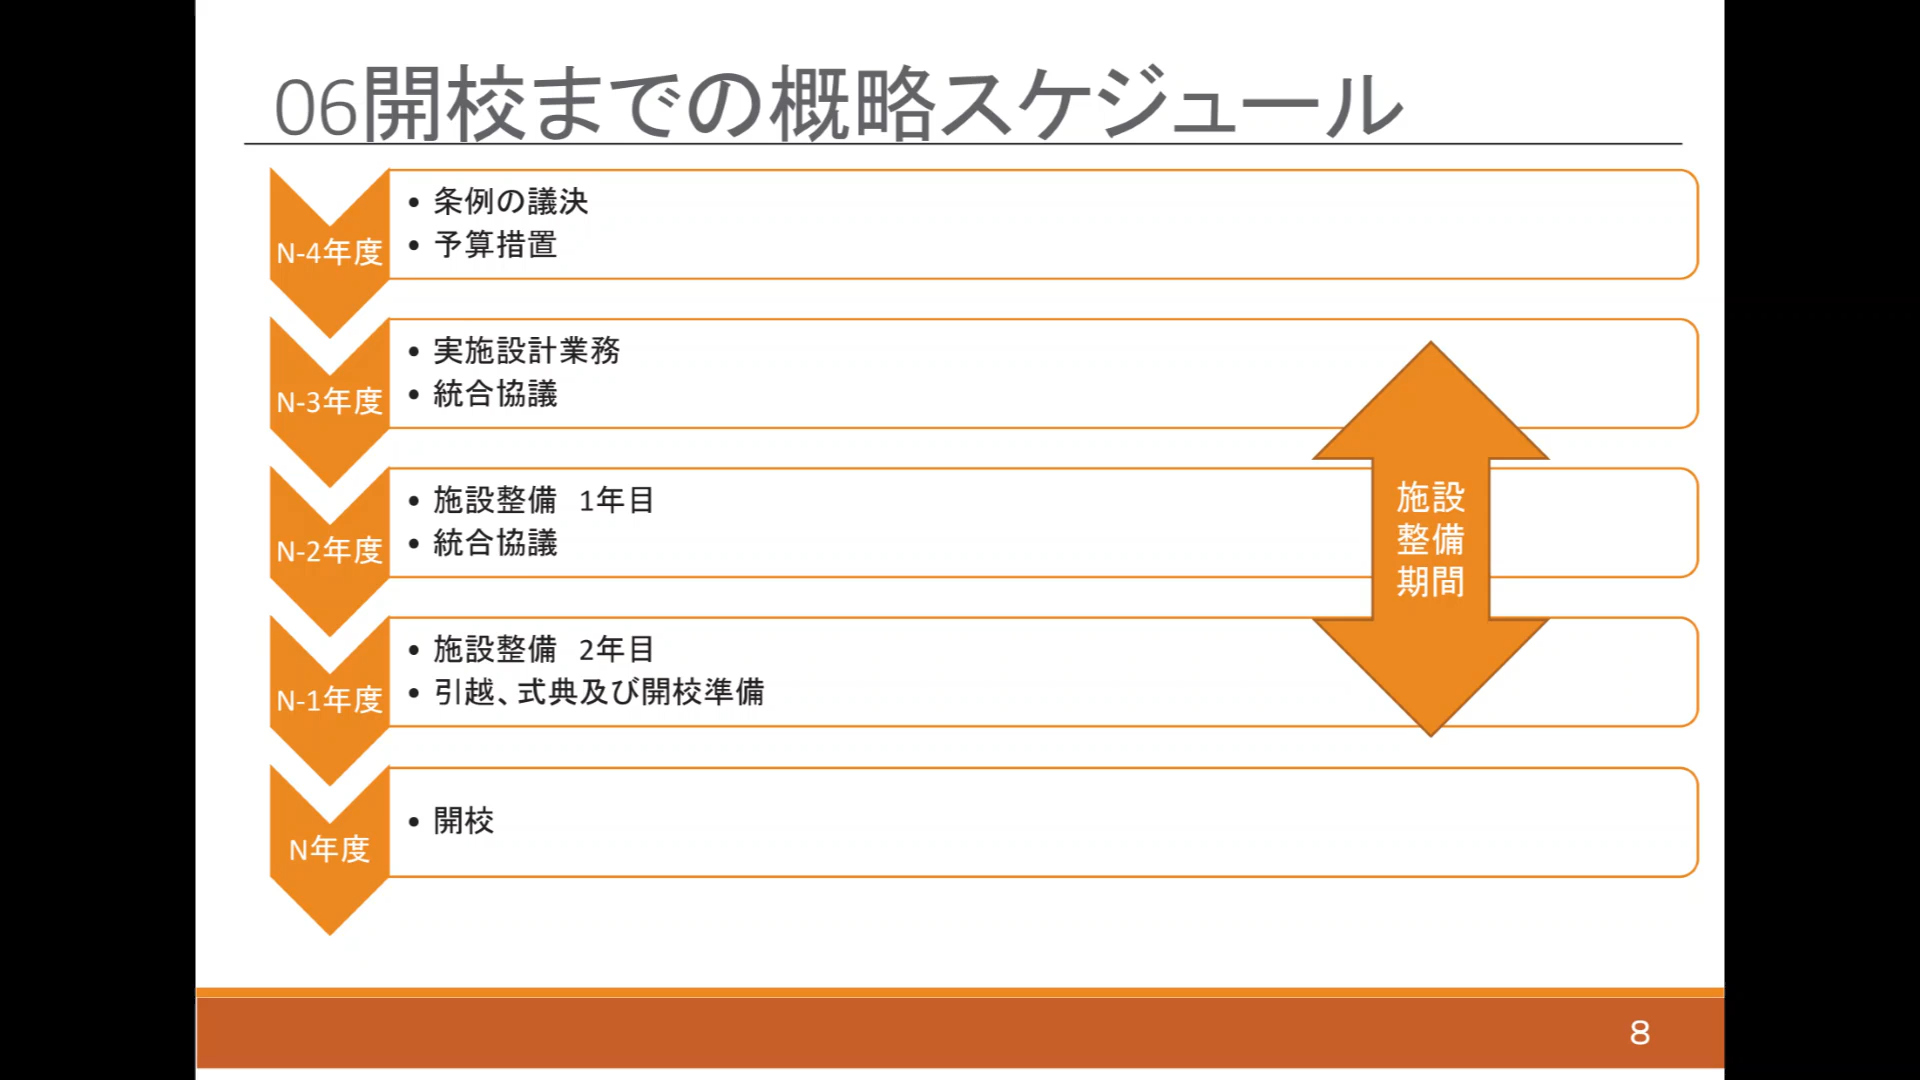 06開校までの概略スケジュール
N-4年度
• 条例の議決
• 予算措置
N-3年度
• 実施設計業務
• 統合協議
N-2年度
• 施設整備　1年目
• 統合協議
N-1年度
• 施設整備　2年目
• 引越、式典及び開校準備
N年度
• 開校
施設
整備
期間
8